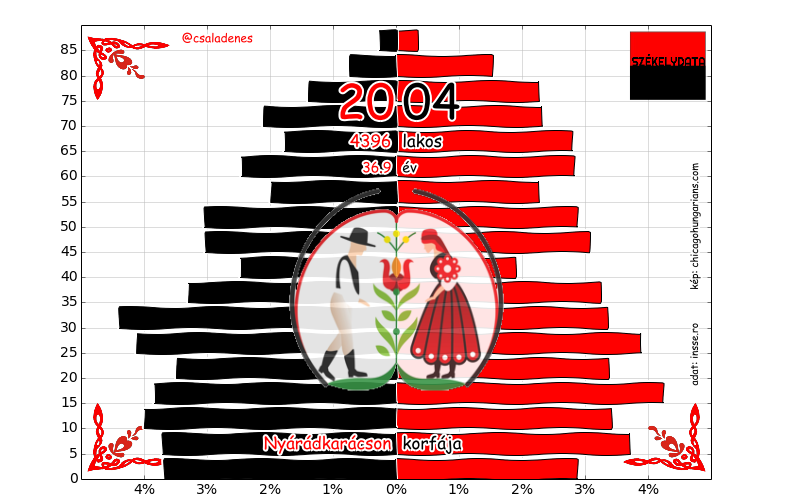 @csaladenes
SZÉKELYDATA
2004
4396 lakos
36.9 év
kép: chicagohungarians.com
adat: insse.ro
Nyárádkarácson korfája
85
80
75
70
65
60
55
50
45
40
35
30
25
20
15
10
5
0
4% 3% 2% 1% 0% 1% 2% 3% 4%